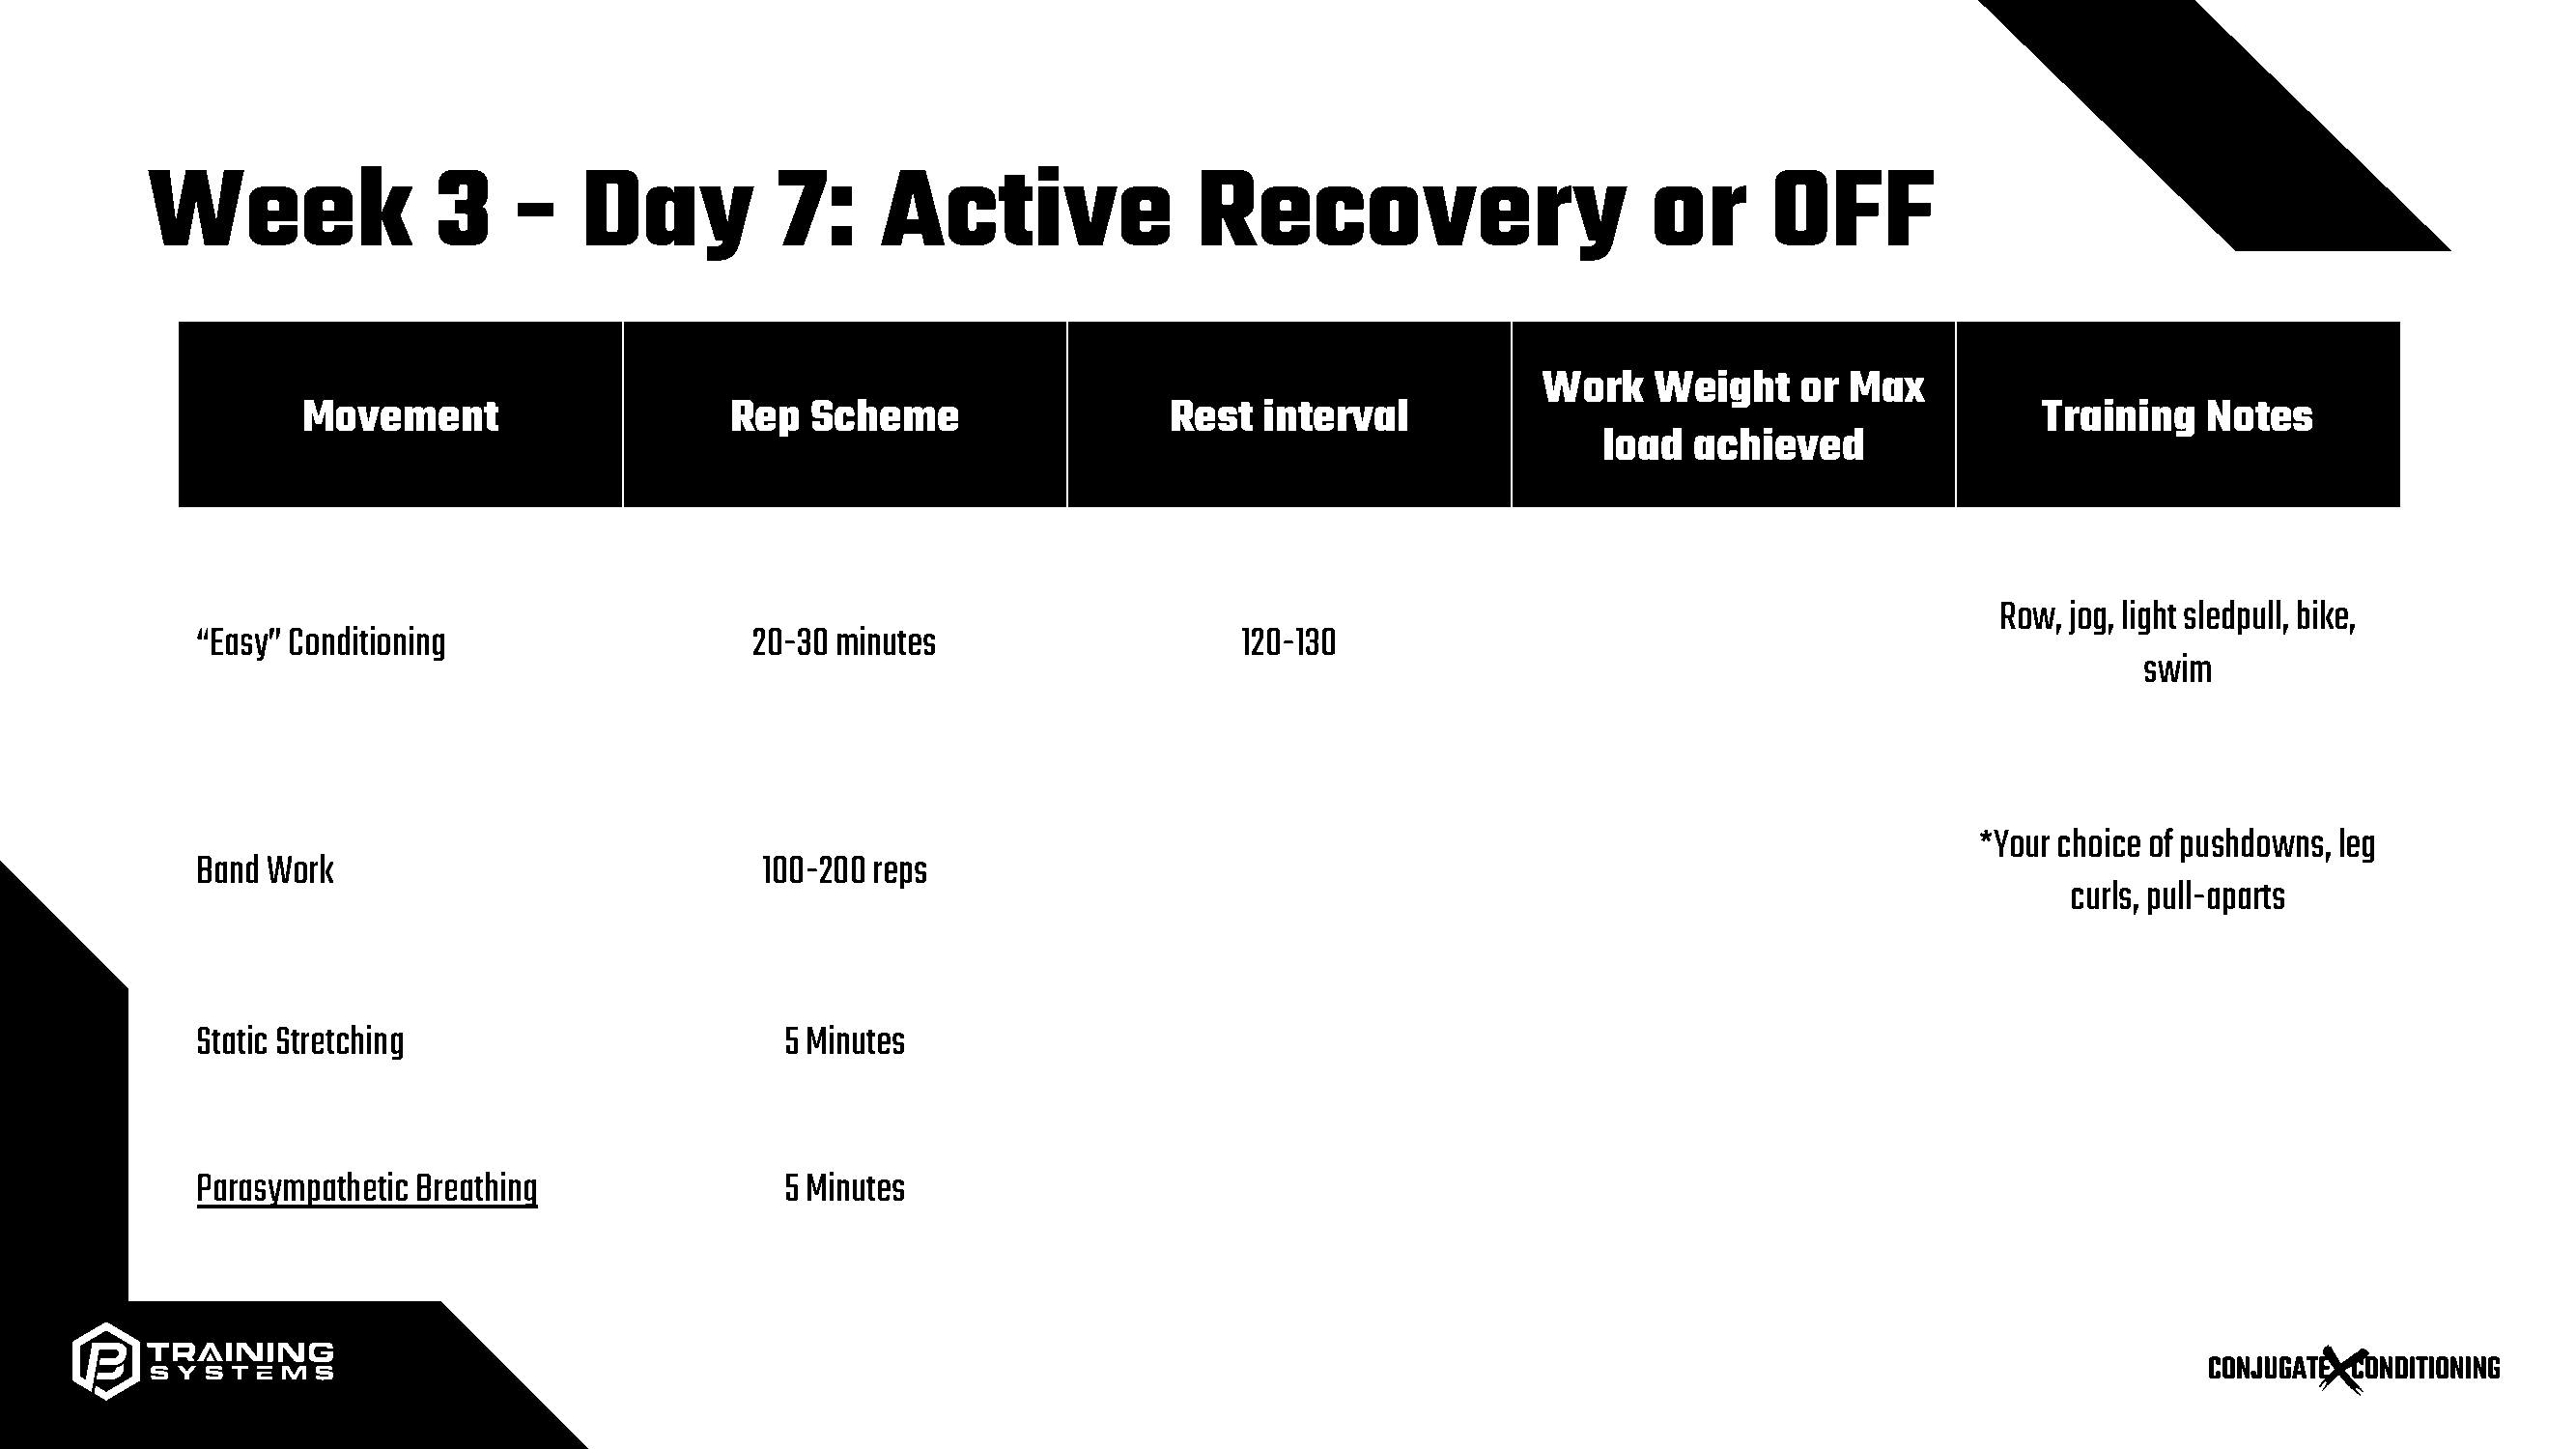 Week 3 – Day 7: Active Recovery or OFF
Movement
Rep Scheme
Rest interval
Work Weight or Max
load achieved
Training Notes
“Easy” Conditioning
20-30 minutes
120-130
Row, jog, light sledpull, bike,
swim
Band Work
100-200 reps
*Your choice of pushdowns, leg
curls, pull-aparts
Static Stretching
5 Minutes
Parasympathetic Breathing
5 Minutes
TRAINING
SYSTEMS
CONJUGATE X CONDITIONING